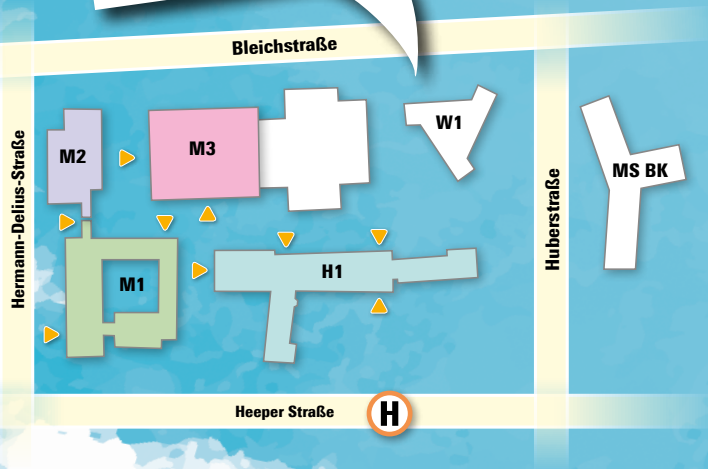 Bleichstraße
Hermann-Delius-Straße
M2
M3
W1
MS BK
Huberstraße
M1
H1
Heeper Straße
H